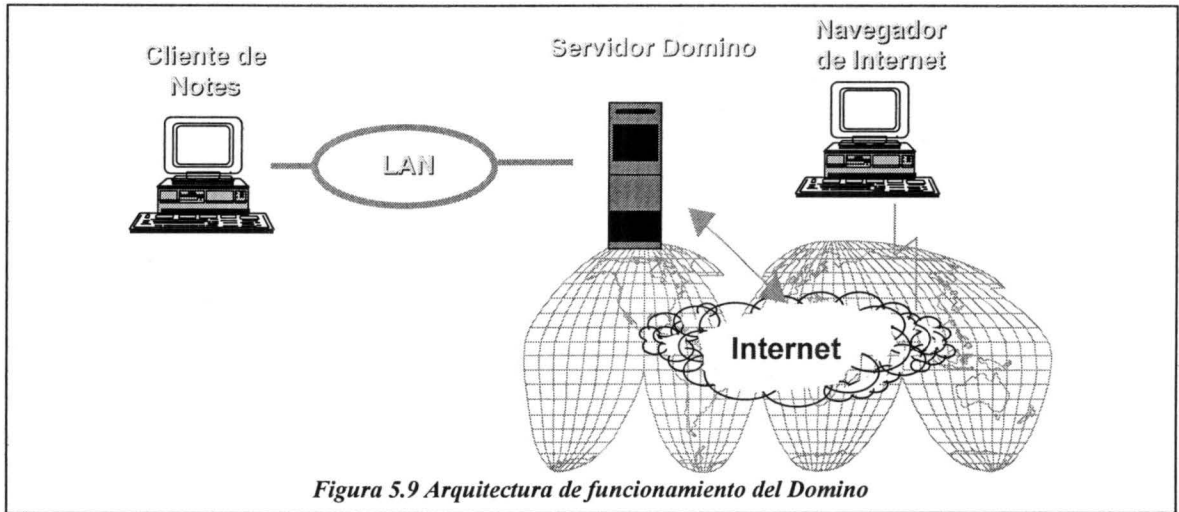 Cliente de
Notes
Servidor Domino
Navegador
de Internet
LAN
Internet
Figura 5.9 Arquitectura de funcionamiento del Domino